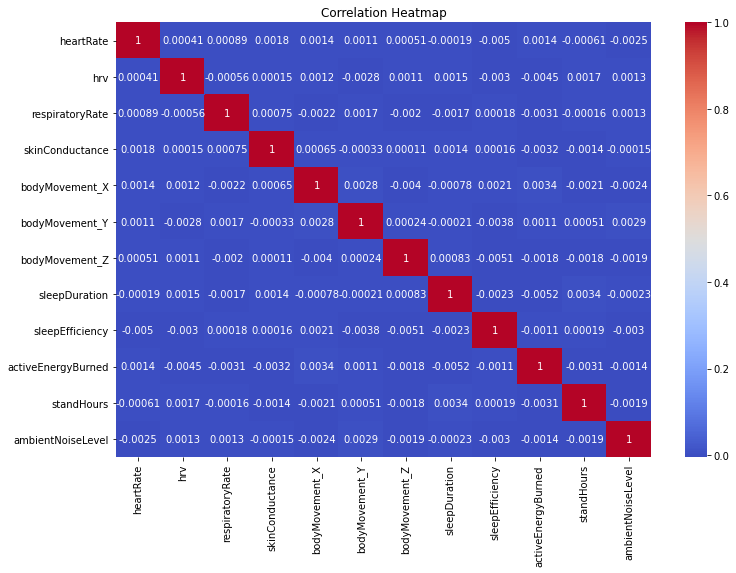 Correlation Heatmap
heartRate 1 0.00041 0.00089 0.0018 0.0014 0.0011 0.00051 -0.00019 -0.005 0.0014 -0.00061 -0.0025
hrv 0.00041 1 -0.00056 0.00015 0.0012 -0.0028 0.0011 0.0015 -0.003 -0.0045 0.0017 0.0013
respiratoryRate 0.00089 -0.00056 1 0.00075 -0.0022 0.0017 -0.002 -0.0017 0.00018 -0.0031 -0.00016 0.0013
skinConductance 0.0018 0.00015 0.00075 1 0.00065 -0.00033 0.00011 0.0014 0.00016 -0.0032 -0.0014 -0.00015
bodyMovement_X 0.0014 0.0012 -0.0022 0.00065 1 0.0028 -0.004 -0.00078 0.0021 0.0034 -0.0021 -0.0024
bodyMovement_Y 0.0011 -0.0028 0.0017 -0.00033 0.0028 1 0.00024 -0.00021 -0.0038 0.0011 0.00051 0.0029
bodyMovement_Z 0.00051 0.0011 -0.002 0.00011 -0.004 0.00024 1 0.00083 -0.0051 -0.0018 -0.0018 -0.0019
sleepDuration -0.00019 0.0015 -0.0017 0.0014 -0.00078 -0.00021 0.00083 1 -0.0023 -0.0052 0.0034 -0.00023
sleepEfficiency -0.005 -0.003 0.00018 0.00016 0.0021 -0.0038 -0.0051 -0.0023 1 -0.0011 0.00019 -0.003
activeEnergyBurned 0.0014 -0.0045 -0.0031 -0.0032 0.0034 0.0011 -0.0018 -0.0052 -0.0011 1 -0.0031 -0.0014
standHours -0.00061 0.0017 -0.00016 -0.0014 -0.0021 0.00051 -0.0018 0.0034 0.00019 -0.0031 1 -0.0019
ambientNoiseLevel -0.0025 0.0013 0.0013 -0.00015 -0.0024 0.0029 -0.0019 -0.00023 -0.003 -0.0014 -0.0019 1
heartRate
hrv
respiratoryRate
skinConductance
bodyMovement_X
bodyMovement_Y
bodyMovement_Z
sleepDuration
sleepEfficiency
activeEnergyBurned
standHours
ambientNoiseLevel
1.0
0.8
0.6
0.4
0.2
0.0